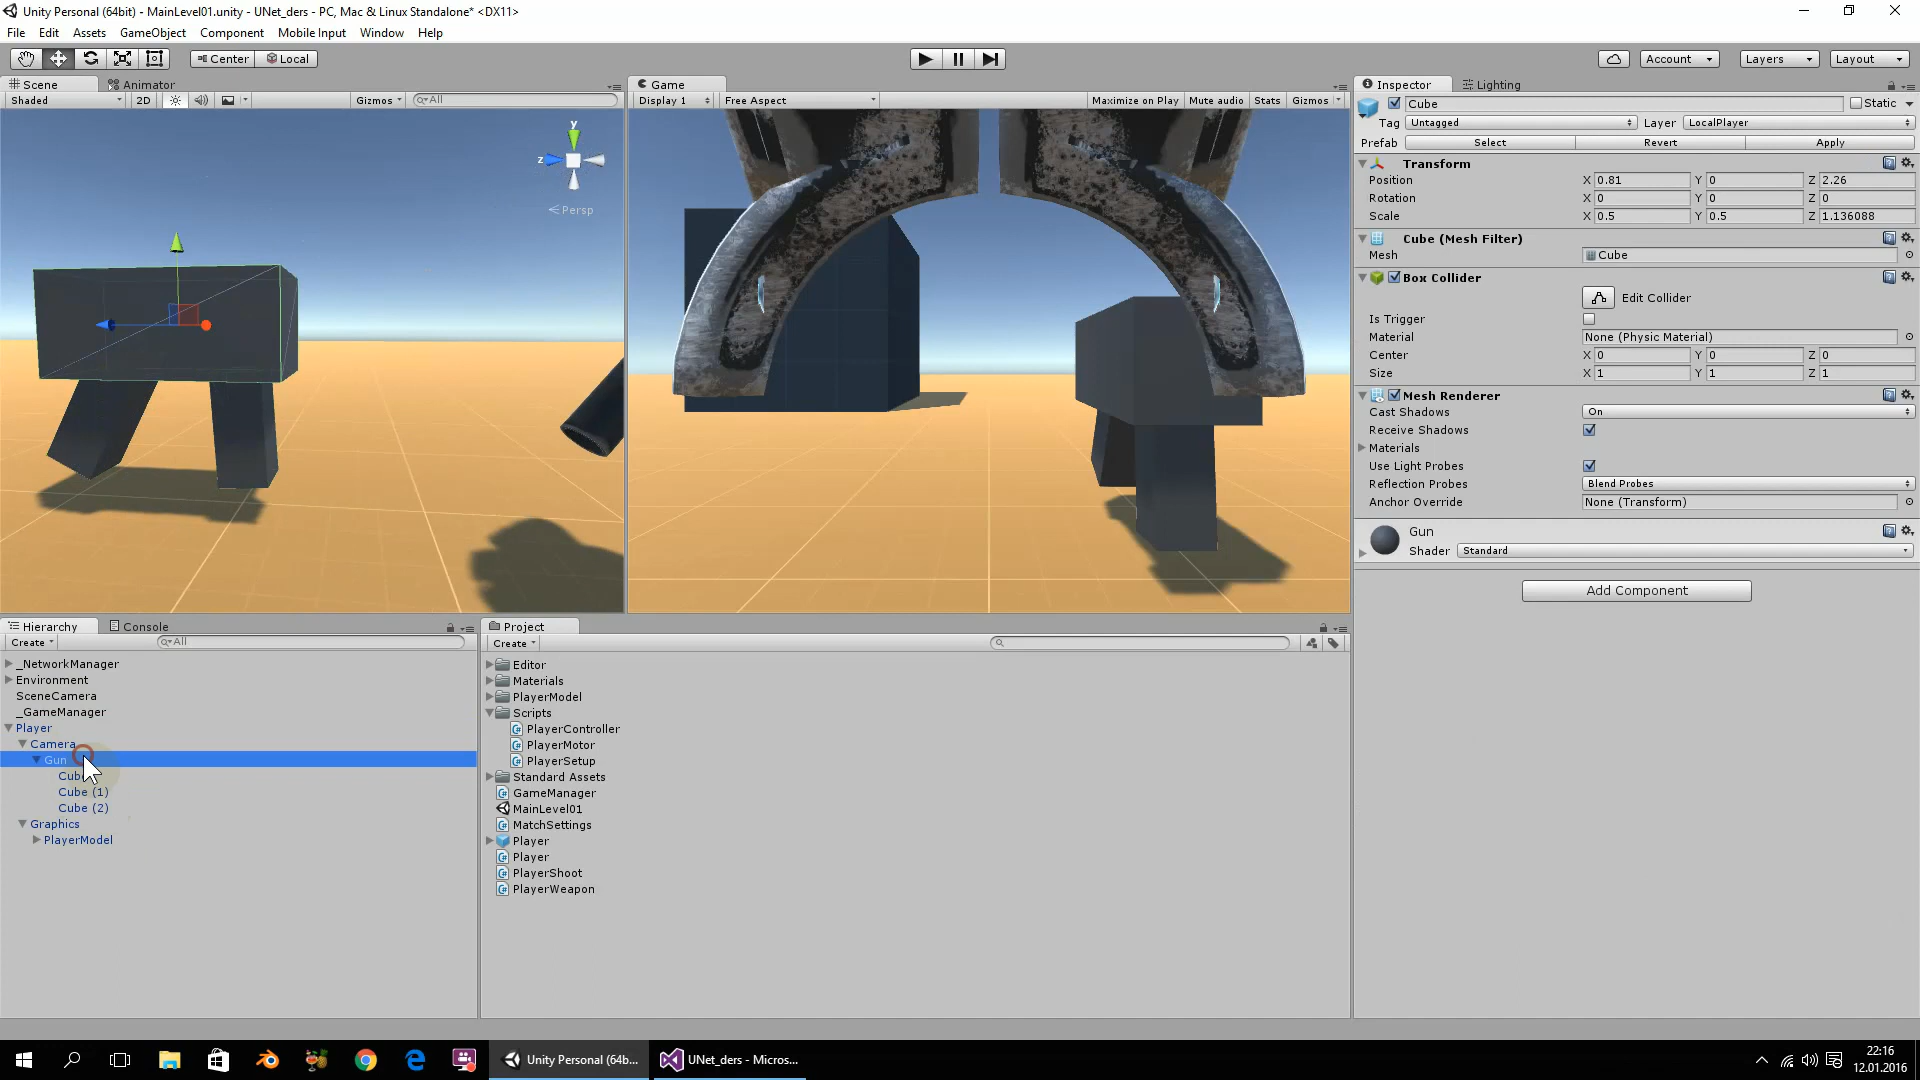 Unity Personal (64bit) - MainLevel01.unity - UNet_ders - PC, Mac & Linux Standalone* <DX11>
File Edit Assets GameObject Component Mobile Input Window Help
Center Local Account Layers Layout
Scene Animator
Shaded 2D Gizmos All
y
z
Persp
Game
Display 1 Free Aspect Maximize on Play Mute audio Stats Gizmos
Inspector Lighting
Cube Static
Tag Untagged Layer LocalPlayer
Prefab Select Revert Apply
Transform
Position X 0.81 Y 0 Z 2.26
Rotation X 0 Y 0 Z 0
Scale X 0.5 Y 0.5 Z 1.136088
Cube (Mesh Filter)
Mesh Cube
Box Collider
Edit Collider
Is Trigger
Material None (Physic Material)
Center X 0 Y 0 Z 0
Size X 1 Y 1 Z 1
Mesh Renderer
Cast Shadows On
Receive Shadows
Materials
Use Light Probes
Reflection Probes Blend Probes
Anchor Override None (Transform)
Gun
Shader Standard
Add Component
Hierarchy Console
Create All
_NetworkManager
Environment
SceneCamera
_GameManager
Player
Camera
Gun
Cube
Cube (1)
Cube (2)
Graphics
PlayerModel
Project
Create
Editor
Materials
PlayerModel
Scripts
PlayerController
PlayerMotor
PlayerSetup
Standard Assets
GameManager
MainLevel01
MatchSettings
Player
Player
PlayerShoot
PlayerWeapon
Unity Personal (64b...
UNet_ders - Micros...
22:16
12.01.2016